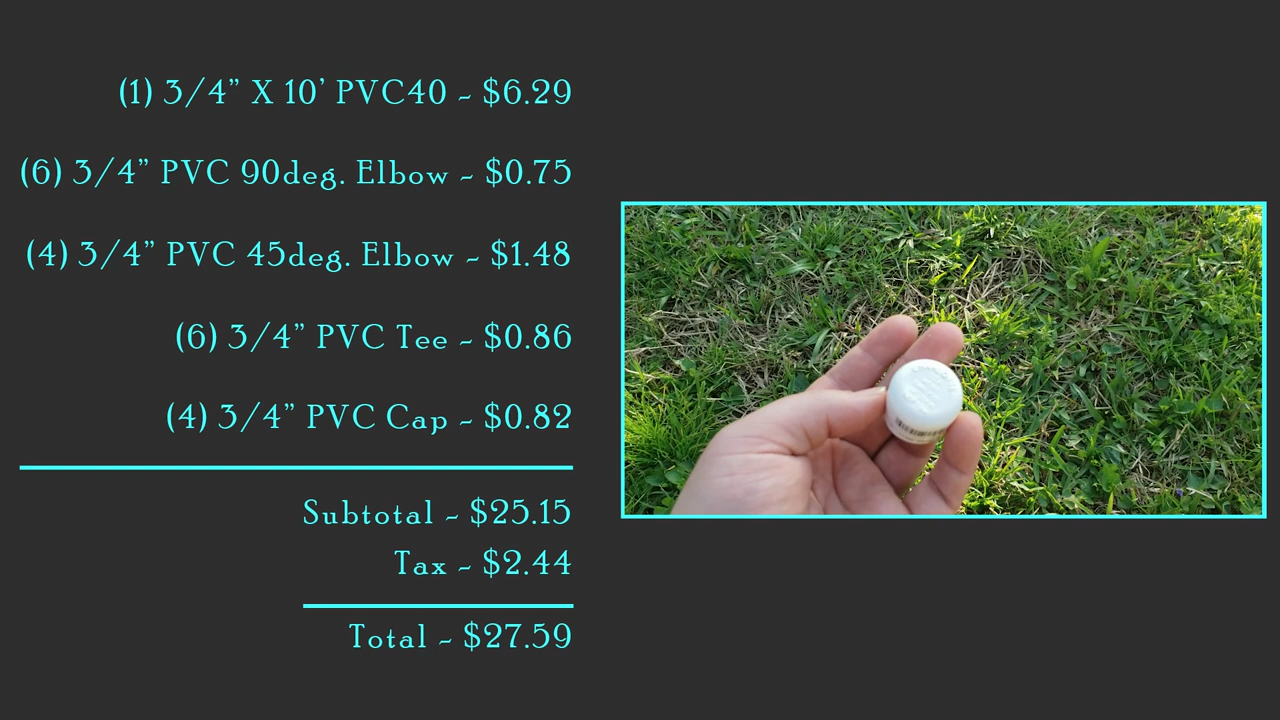 (1) 3/4” X 10’ PVC40 ~ $6.29
(6) 3/4” PVC 90deg. Elbow ~ $0.75
(4) 3/4” PVC 45deg. Elbow ~ $1.48
(6) 3/4” PVC Tee ~ $0.86
(4) 3/4” PVC Cap ~ $0.82
Subtotal ~ $25.15
Tax ~ $2.44
Total ~ $27.59